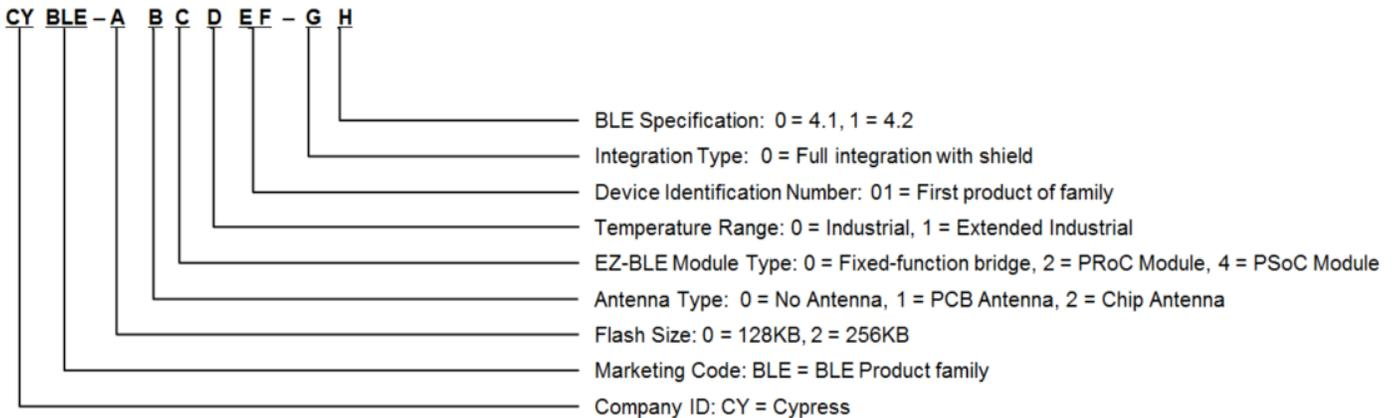 CY BLE – A B C D E F – G H
BLE Specification: 0 = 4.1, 1 = 4.2
Integration Type: 0 = Full integration with shield
Device Identification Number: 01 = First product of family
Temperature Range: 0 = Industrial, 1 = Extended Industrial
EZ-BLE Module Type: 0 = Fixed-function bridge, 2 = PRoC Module, 4 = PSoC Module
Antenna Type: 0 = No Antenna, 1 = PCB Antenna, 2 = Chip Antenna
Flash Size: 0 = 128KB, 2 = 256KB
Marketing Code: BLE = BLE Product family
Company ID: CY = Cypress